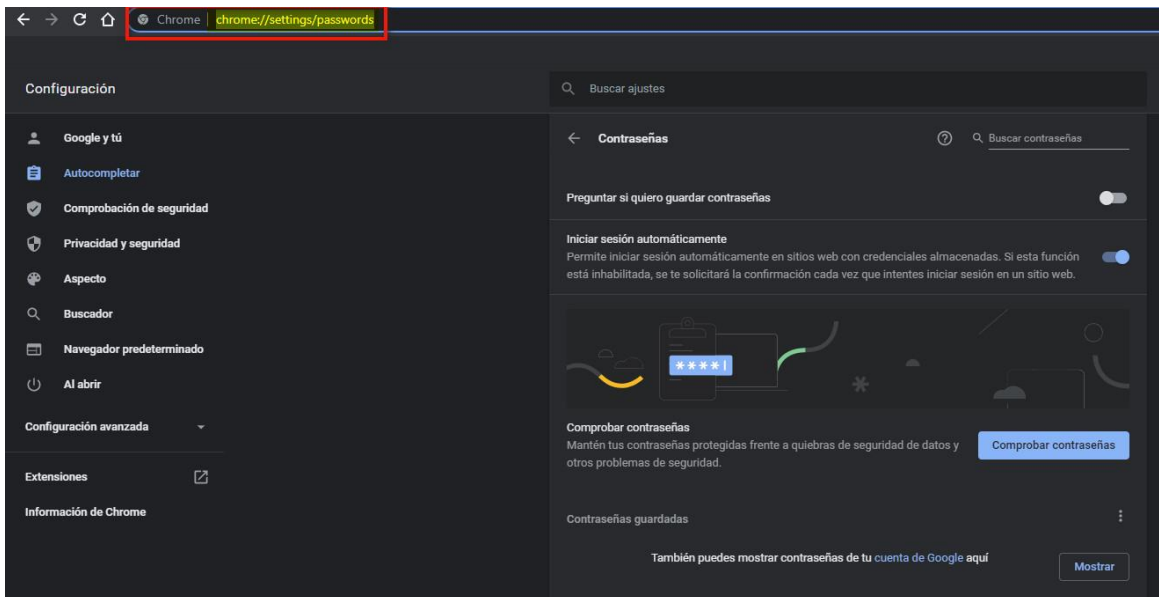 Chrome | chrome://settings/passwords
Configuración
Buscar ajustes
Google y tú
Autocompletar
Comprobación de seguridad
Privacidad y seguridad
Aspecto
Buscador
Navegador predeterminado
Al abrir
Configuración avanzada
Extensiones
Información de Chrome
Contraseñas
Buscar contraseñas
Preguntar si quiero guardar contraseñas
Iniciar sesión automáticamente
Permite iniciar sesión automáticamente en sitios web con credenciales almacenadas. Si esta función
está inhabilitada, se te solicitará la confirmación cada vez que intentes iniciar sesión en un sitio web.
****|
Comprobar contraseñas
Mantén tus contraseñas protegidas frente a quiebras de seguridad de datos y
otros problemas de seguridad.
Comprobar contraseñas
Contraseñas guardadas
También puedes mostrar contraseñas de tu cuenta de Google aquí
Mostrar